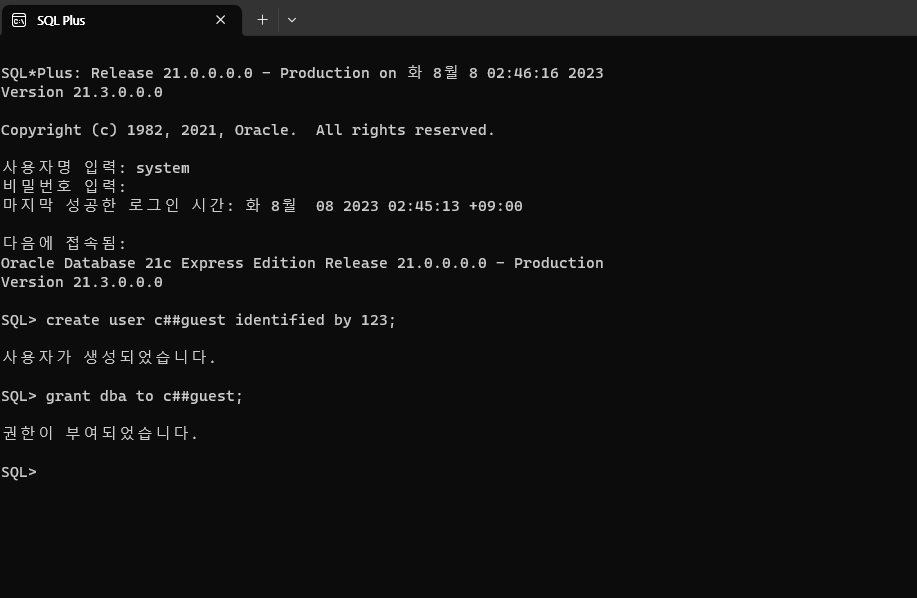 SQL Plus
SQL*Plus: Release 21.0.0.0.0 - Production on 화 8월 8 02:46:16 2023
Version 21.3.0.0.0
Copyright (c) 1982, 2021, Oracle.  All rights reserved.
사용자명 입력: system
비밀번호 입력:
마지막 성공한 로그인 시간: 화 8월  08 2023 02:45:13 +09:00
다음에 접속됨:
Oracle Database 21c Express Edition Release 21.0.0.0.0 - Production
Version 21.3.0.0.0
SQL> create user c##guest identified by 123;
사용자가 생성되었습니다.
SQL> grant dba to c##guest;
권한이 부여되었습니다.
SQL>